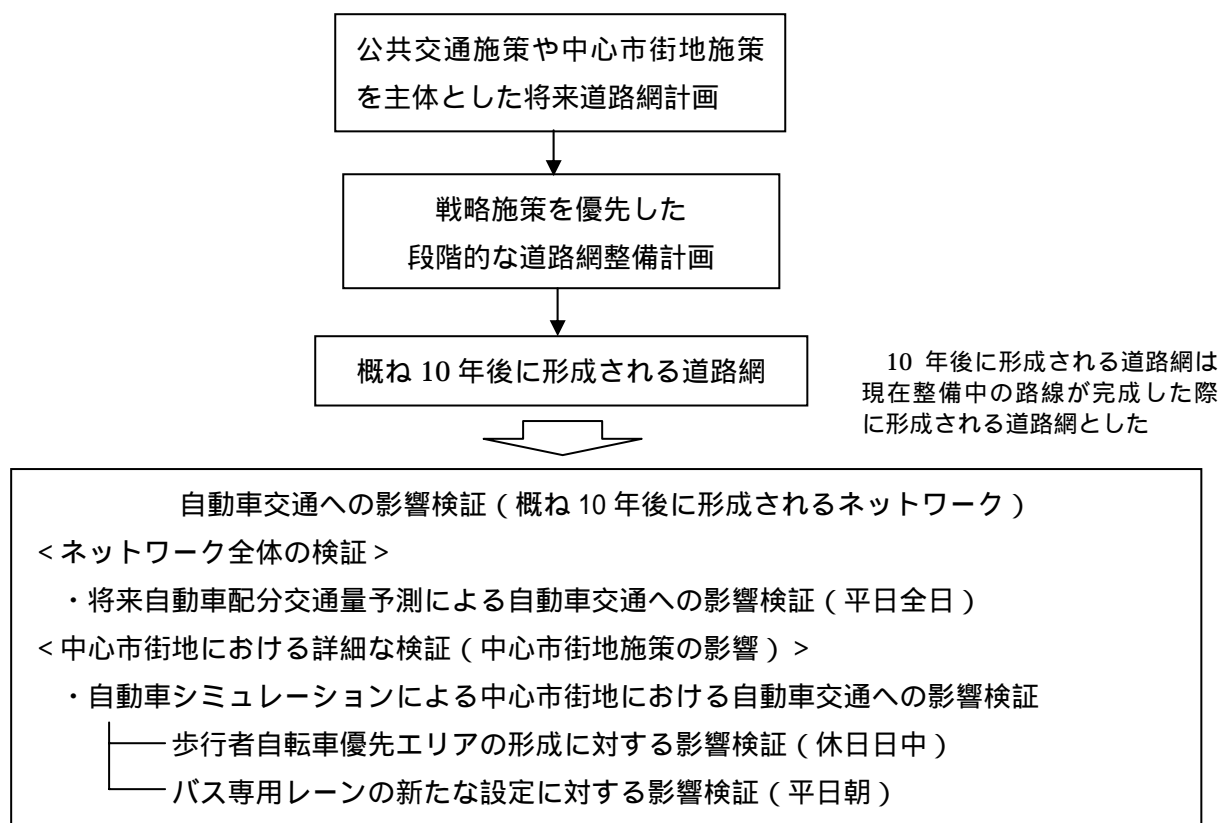 公共交通施策や中心市街地施策
を主体とした将来道路網計画
戦略施策を優先した
段階的な道路網整備計画
概ね 10 年後に形成される道路網
10 年後に形成される道路網は
現在整備中の路線が完成した際
に形成される道路網とした
自動車交通への影響検証（概ね 10 年後に形成されるネットワーク）
＜ネットワーク全体の検証＞
・将来自動車配分交通量予測による自動車交通への影響検証（平日全日）
＜中心市街地における詳細な検証（中心市街地施策の影響）＞
・自動車シミュレーションによる中心市街地における自動車交通への影響検証
歩行者自転車優先エリアの形成に対する影響検証（休日日中）
バス専用レーンの新たな設定に対する影響検証（平日朝）